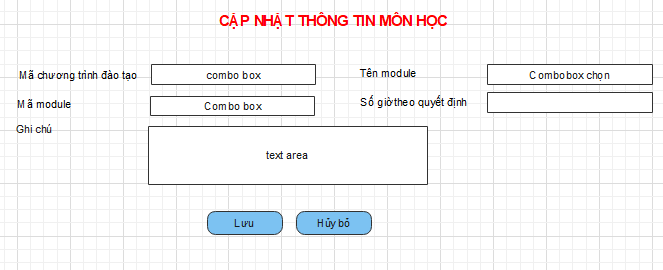 CẬP NHẬT THÔNG TIN MÔN HỌC
Mã chương trình đào tạo combo box Tên module Combobox chọn
Mã module Combo box Số giờ theo quyết định
Ghi chú
text area
Lưu Hủy bỏ